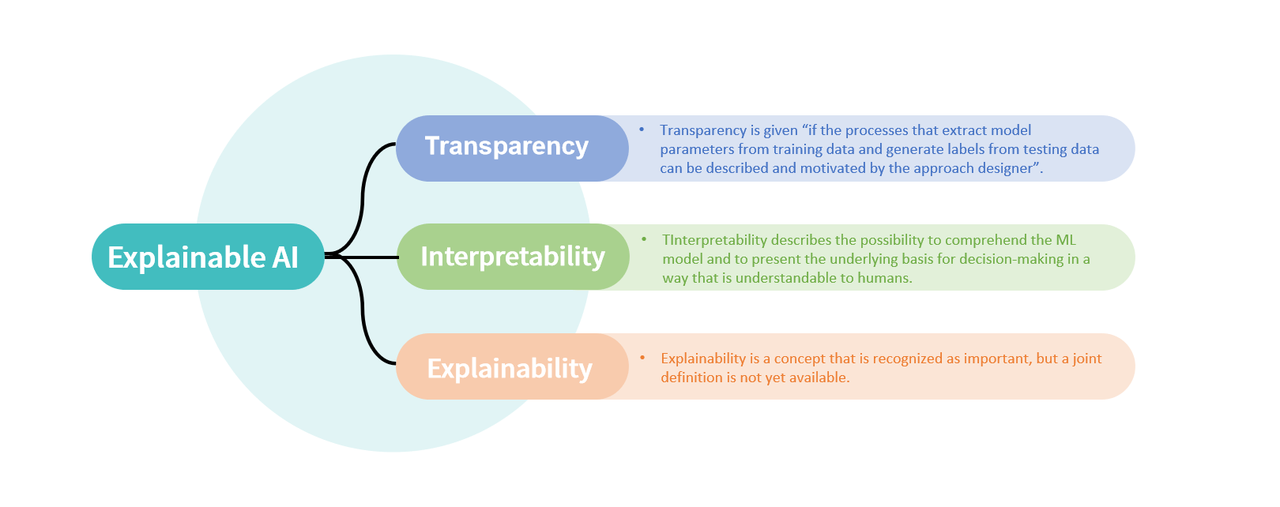 Explainable AI
Transparency
• Transparency is given “if the processes that extract model
parameters from training data and generate labels from testing data
can be described and motivated by the approach designer”.
Interpretability
• TInterpretability describes the possibility to comprehend the ML
model and to present the underlying basis for decision-making in a
way that is understandable to humans.
Explainability
• Explainability is a concept that is recognized as important, but a joint
definition is not yet available.